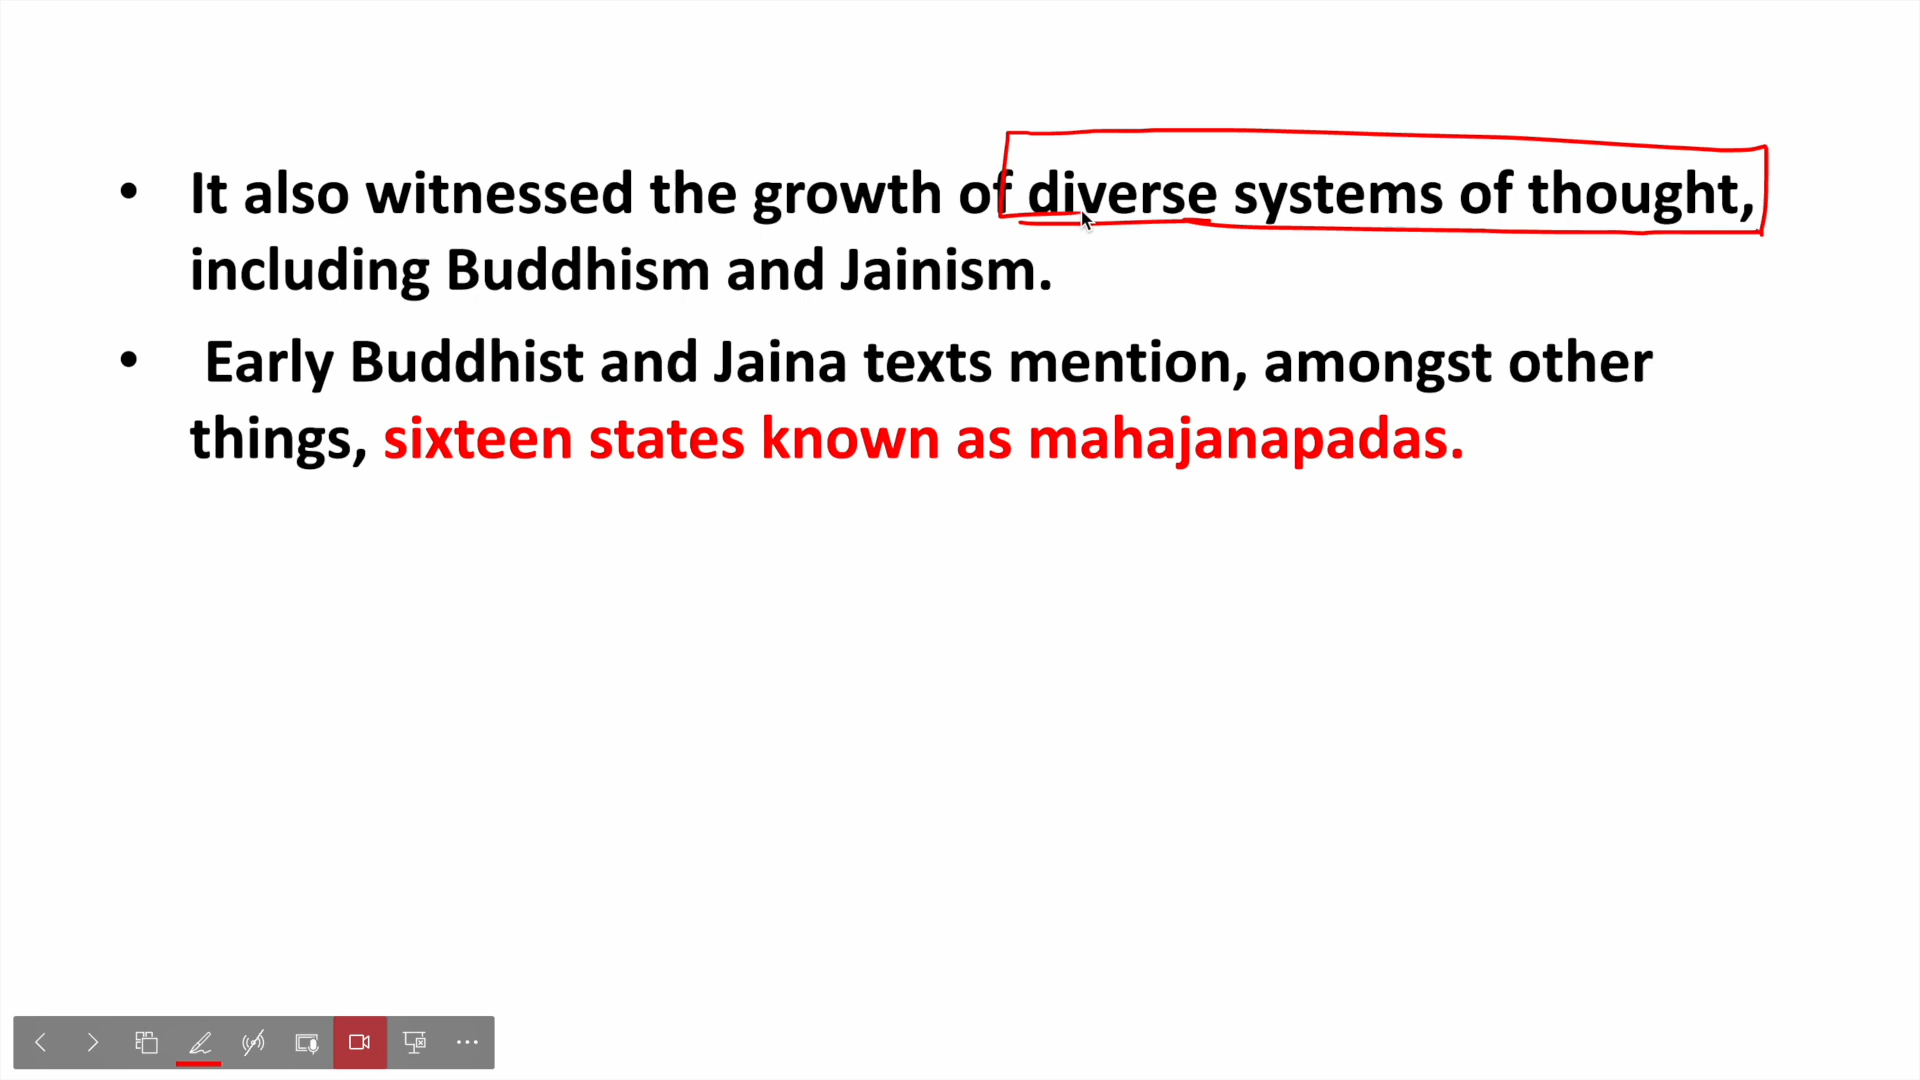 • It also witnessed the growth of diverse systems of thought,
including Buddhism and Jainism.
• Early Buddhist and Jaina texts mention, amongst other
things, sixteen states known as mahajanapadas.